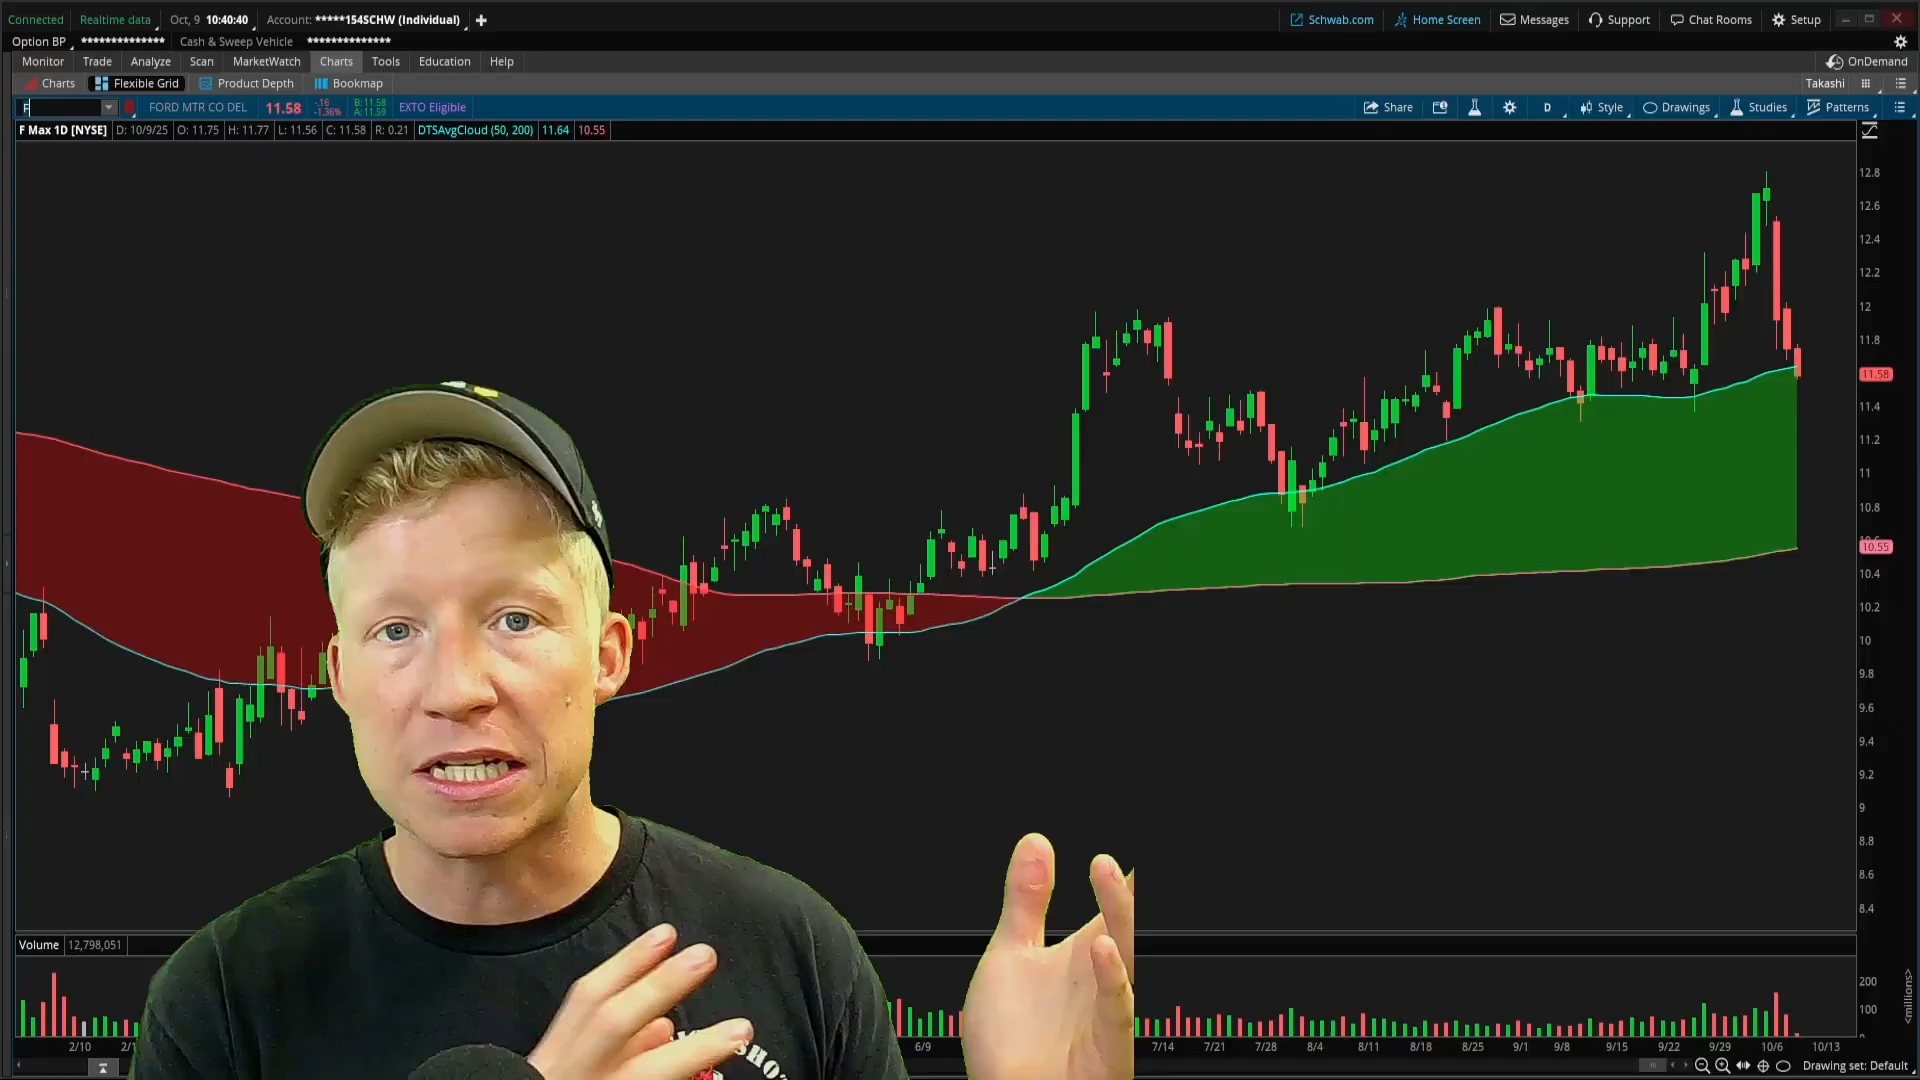 Connected Realtime data Oct, 9 10:40:40 Account: *****154SCHW (Individual) Schwab.com Home Screen Messages Support Chat Rooms Setup
Option BP ************** Cash & Sweep Vehicle **************
Monitor Trade Analyze Scan MarketWatch Charts Tools Education Help OnDemand
Charts Flexible Grid Product Depth Bookmap Takashi
F FORD MTR CO DEL 11.58 -.16 -1.36% B: 11.58 A: 11.59 EXTO Eligible Share D Style Drawings Studies Patterns
F Max 1D [NYSE] D: 10/9/25 O: 11.75 H: 11.77 L: 11.56 C: 11.58 R: 0.21 DTSAvgCloud (50, 200) 11.64 10.55
12.8
12.6
12.4
12.2
12
11.8
11.58
11.4
11.2
11
10.8
10.55
10.4
10.2
10
9.8
9.6
9.4
9.2
9
8.8
8.6
8.4
Volume 12,798,051
200
100
<millions>
2/10 6/9 7/14 7/21 7/28 8/4 8/11 8/18 8/25 9/1 9/8 9/15 9/22 9/29 10/6 10/13
Drawing set: Default